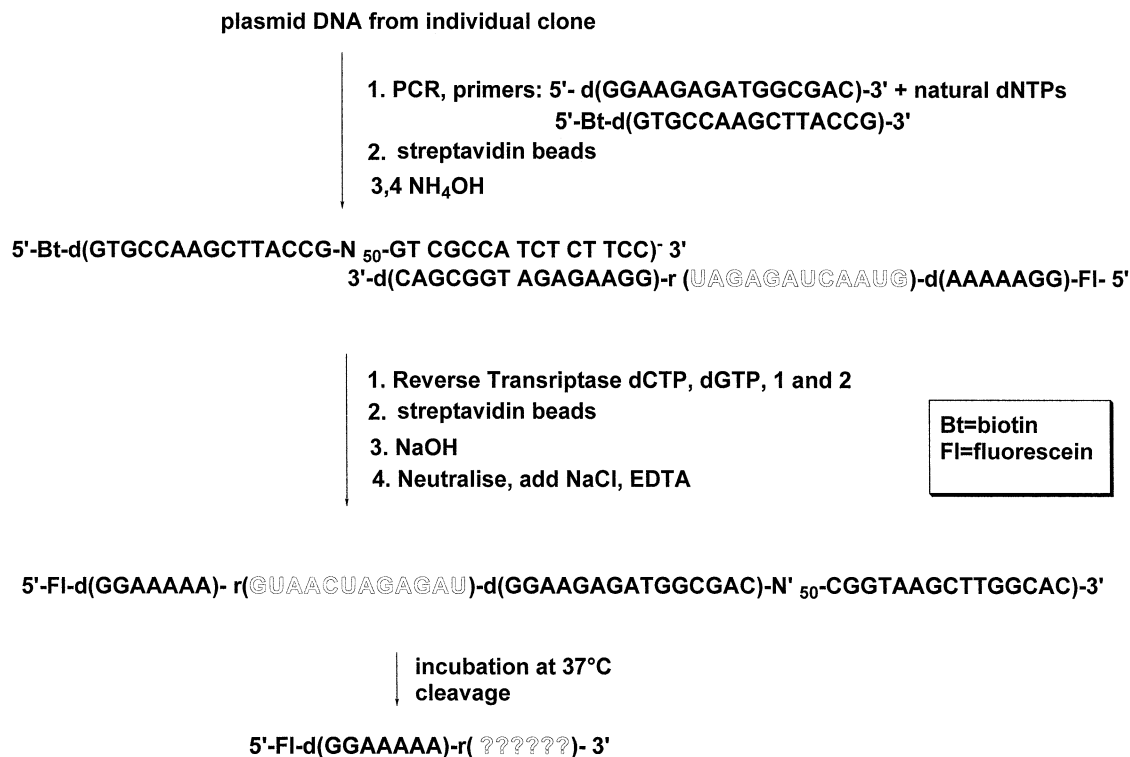 plasmid DNA from individual clone
1. PCR, primers: 5'- d(GGAAGAGATGGCGAC)-3' + natural dNTPs
5'-Bt-d(GTGCCAAGCTTACCG)-3'
2. streptavidin beads
3,4 NH4OH
5'-Bt-d(GTGCCAAGCTTACCG-N 50-GT CGCCA TCT CT TCC)- 3'
3'-d(CAGCGGT AGAGAAGG)-r (UAGAGAUCAAUG)-d(AAAAAGG)-Fl- 5'
1. Reverse Transriptase dCTP, dGTP, 1 and 2
2. streptavidin beads
3. NaOH
4. Neutralise, add NaCl, EDTA
Bt=biotin
Fl=fluorescein
5'-Fl-d(GGAAAAA)- r(GUAACUAGAGAU)-d(GGAAGAGATGGCGAC)-N' 50-CGGTAAGCTTGGCAC)-3'
incubation at 37°C
cleavage
5'-Fl-d(GGAAAAA)-r( ??????)- 3'